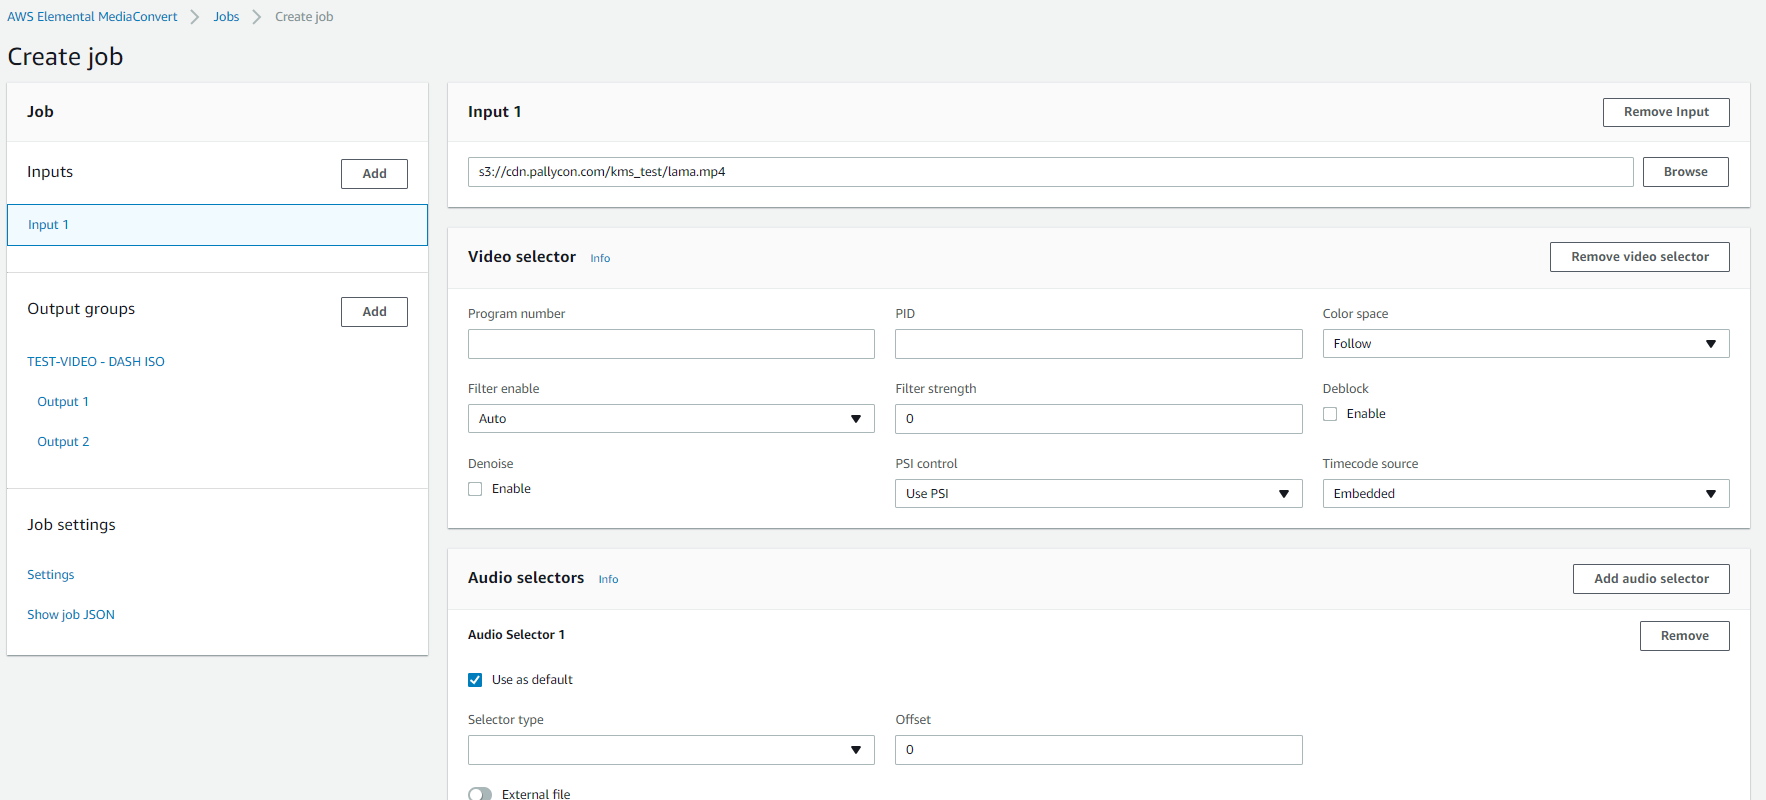 AWS Elemental MediaConvert > Jobs > Create job
Create job
Job
Inputs
Add
Input 1
Output groups
Add
TEST-VIDEO - DASH ISO
Output 1
Output 2
Job settings
Settings
Show job JSON
Input 1
Remove Input
s3://cdn.pallycon.com/kms_test/lama.mp4
Browse
Video selector Info
Remove video selector
Program number
PID
Color space
Follow
Filter enable
Auto
Filter strength
0
Deblock
Enable
Denoise
Enable
PSI control
Use PSI
Timecode source
Embedded
Audio selectors Info
Add audio selector
Audio Selector 1
Remove
Use as default
Selector type
Offset
0
External file